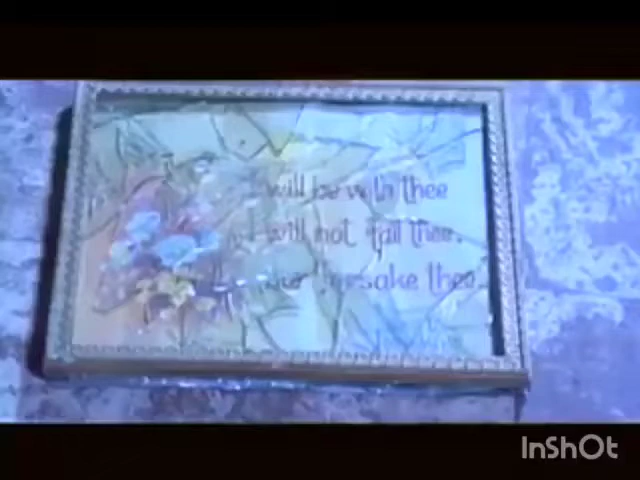 I will be with thee
I will not fail thee,
forsake thee.
InShOt